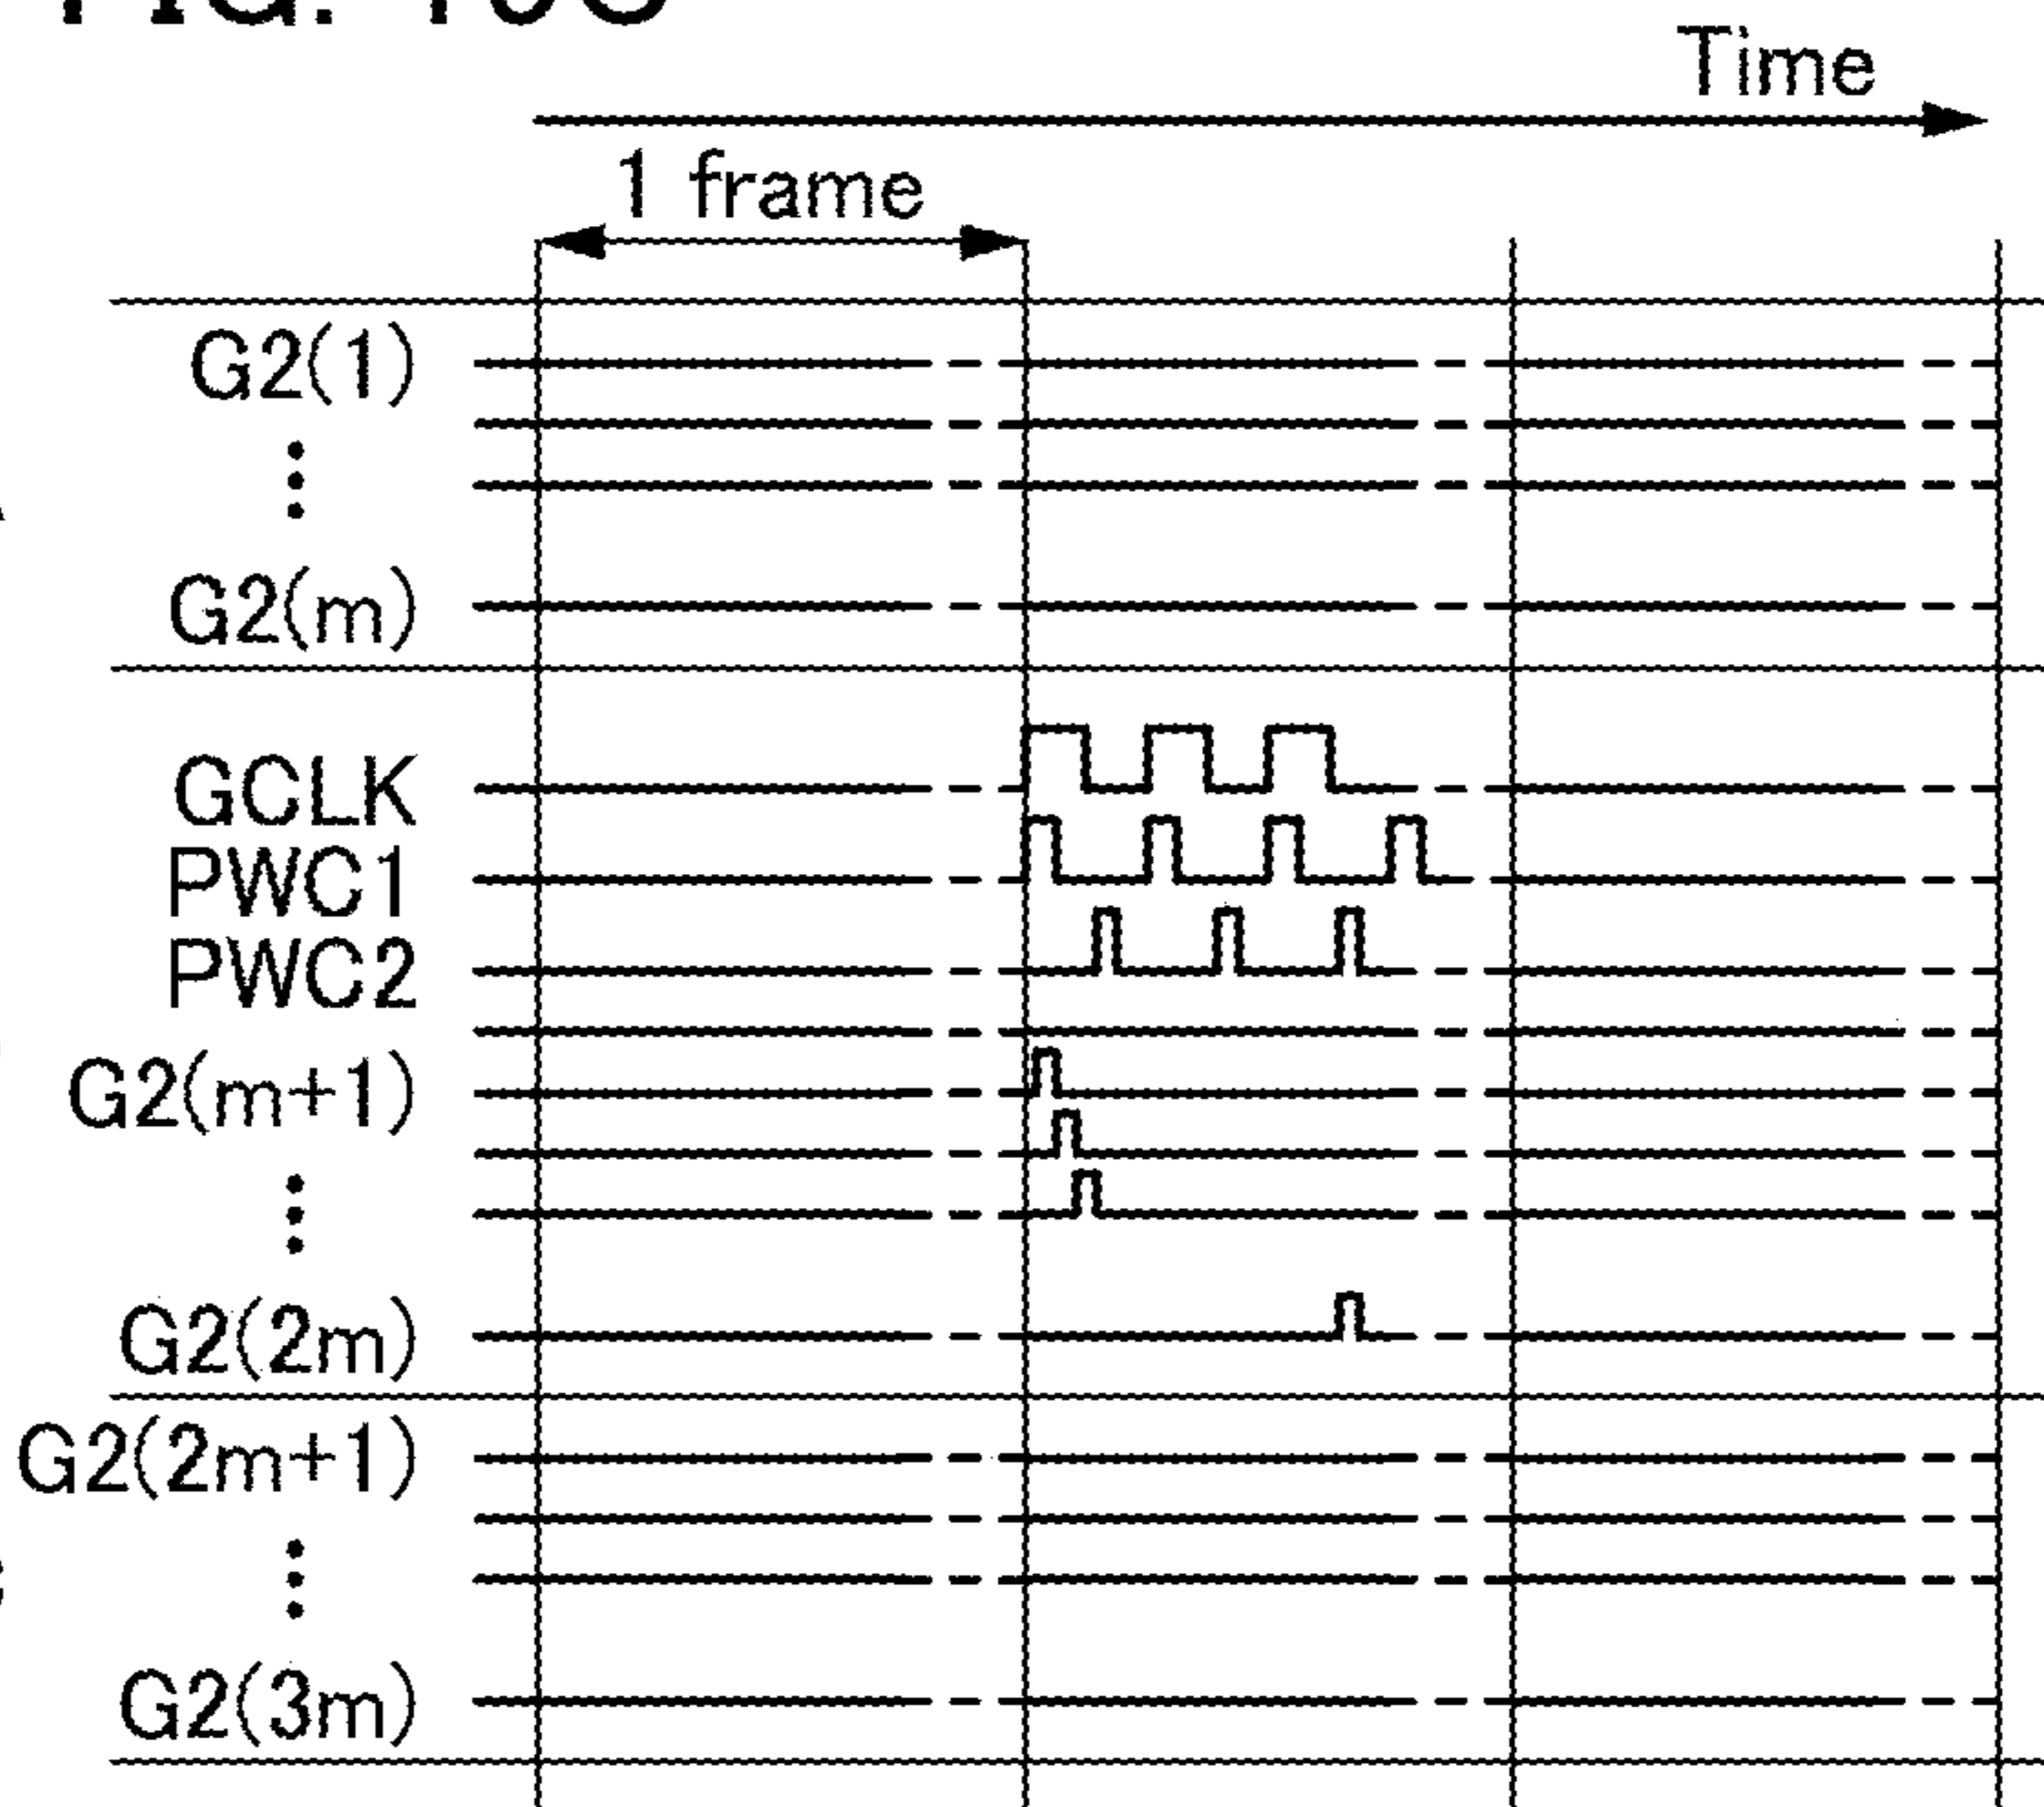 Time
1 frame
G2(1)
G2(m)
GCLK
PWC1
PWC2
G2(m+1)
G2(2m)
G2(2m+1)
G2(3m)